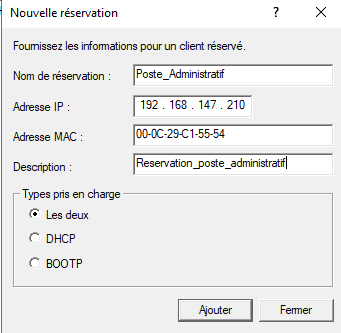 Nouvelle réservation
Fournissez les informations pour un client réservé.
Nom de réservation : Poste_Administratif
Adresse IP : 192 . 168 . 147 . 210
Adresse MAC : 00-0C-29-C1-55-54
Description : Reservation_poste_administratif
Types pris en charge
Les deux
DHCP
BOOTP
Ajouter Fermer